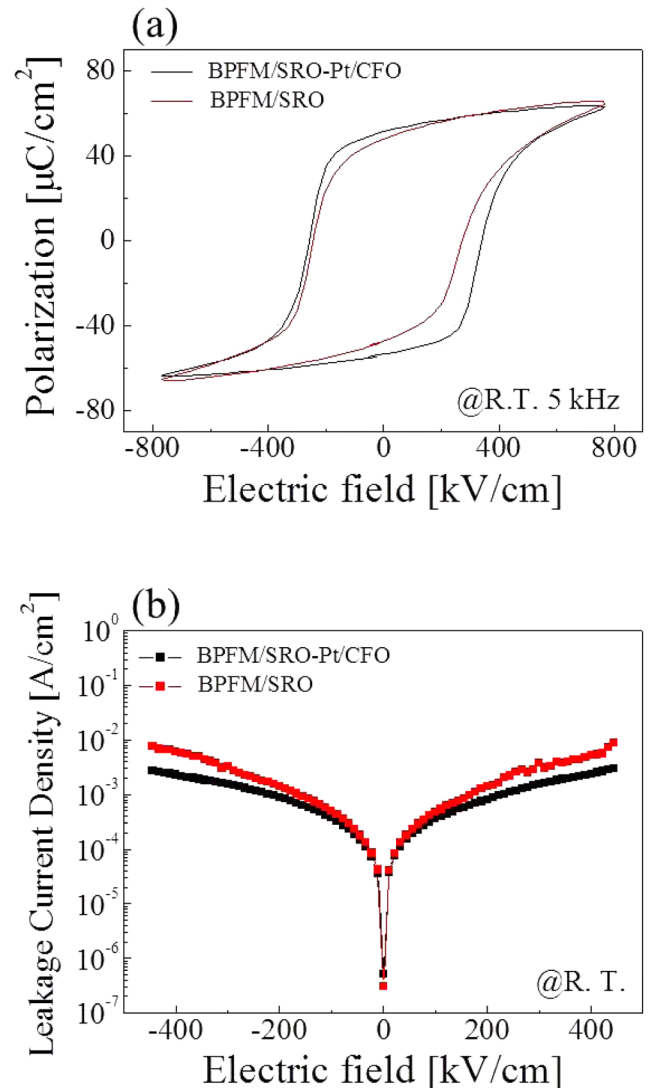 (a)
BPFM/SRO-Pt/CFO
BPFM/SRO
80
40
0
-40
-80
Polarization [μC/cm²]
@R.T. 5 kHz
-800 -400 0 400 800
Electric field [kV/cm]
(b)
BPFM/SRO-Pt/CFO
BPFM/SRO
10⁰
10⁻¹
10⁻²
10⁻³
10⁻⁴
10⁻⁵
10⁻⁶
10⁻⁷
Leakage Current Density [A/cm²]
@R. T.
-400 -200 0 200 400
Electric field [kV/cm]